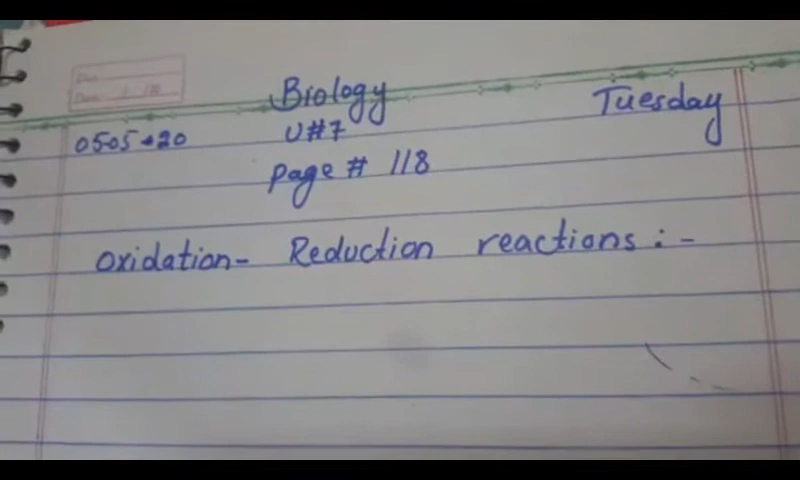 Biology
Tuesday
05-05-20
U#7
Page # 118
Oxidation- Reduction reactions:-